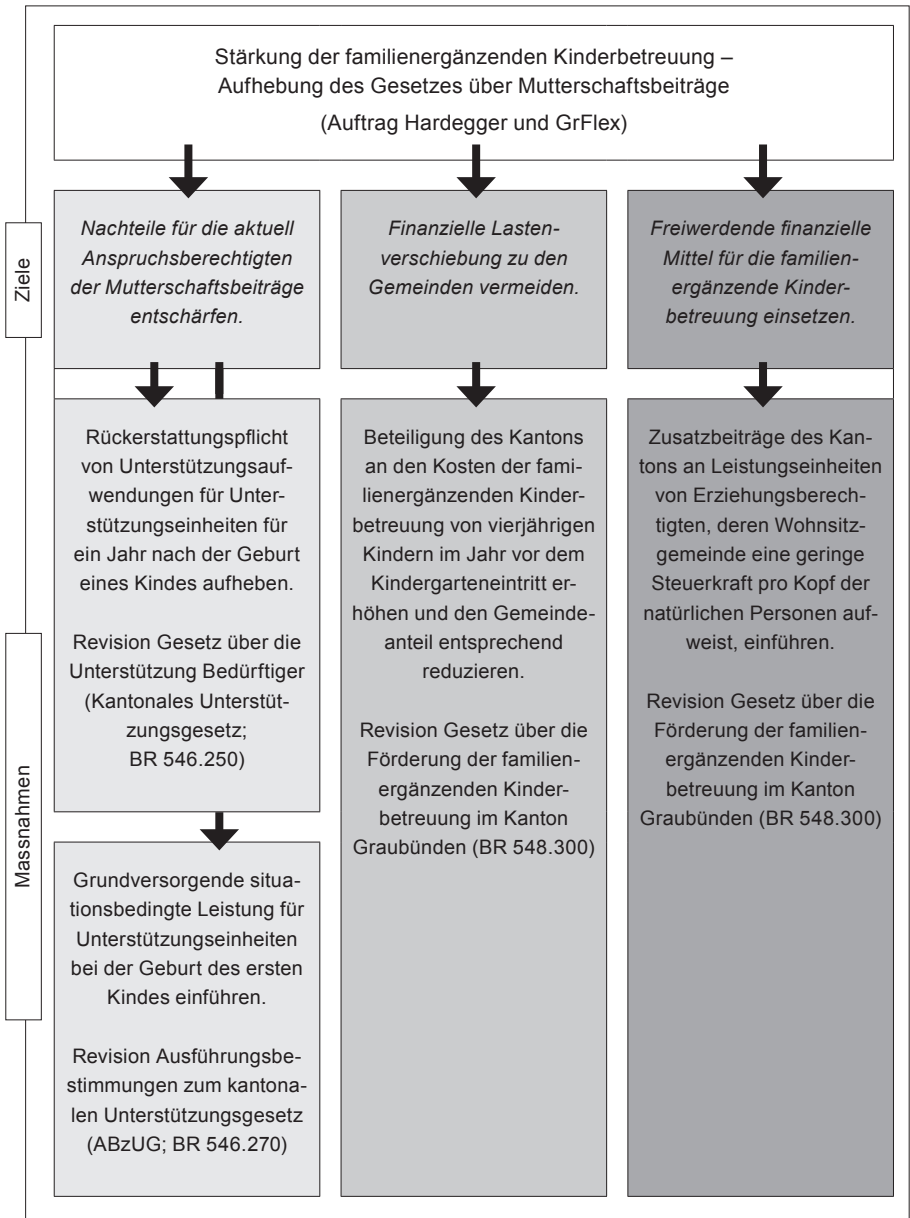 Stärkung der familienergänzenden Kinderbetreuung –
Aufhebung des Gesetzes über Mutterschaftsbeiträge
(Auftrag Hardegger und GrFlex)
Ziele
Nachteile für die aktuell
Anspruchsberechtigten
der Mutterschaftsbeiträge
entschärfen.
Finanzielle Lasten-
verschiebung zu den
Gemeinden vermeiden.
Freiwerdende finanzielle
Mittel für die familien-
ergänzende Kinder-
betreuung einsetzen.
Massnahmen
Rückerstattungspflicht
von Unterstützungsauf-
wendungen für Unter-
stützungseinheiten für
ein Jahr nach der Geburt
eines Kindes aufheben.
Revision Gesetz über die
Unterstützung Bedürftiger
(Kantonales Unterstüt-
zungsgesetz;
BR 546.250)
Grundversorgende situa-
tionsbedingte Leistung für
Unterstützungseinheiten
bei der Geburt des ersten
Kindes einführen.
Revision Ausführungsbe-
stimmungen zum kantona-
len Unterstützungsgesetz
(ABzUG; BR 546.270)
Beteiligung des Kantons
an den Kosten der fami-
lienergänzenden Kinder-
betreuung von vierjährigen
Kindern im Jahr vor dem
Kindergarteneintritt er-
höhen und den Gemeinde-
anteil entsprechend
reduzieren.
Revision Gesetz über die
Förderung der familien-
ergänzenden Kinder-
betreuung im Kanton
Graubünden (BR 548.300)
Zusatzbeiträge des Kan-
tons an Leistungseinheiten
von Erziehungsberech-
tigten, deren Wohnsitz-
gemeinde eine geringe
Steuerkraft pro Kopf der
natürlichen Personen auf-
weist, einführen.
Revision Gesetz über die
Förderung der familien-
ergänzenden Kinder-
betreuung im Kanton
Graubünden (BR 548.300)